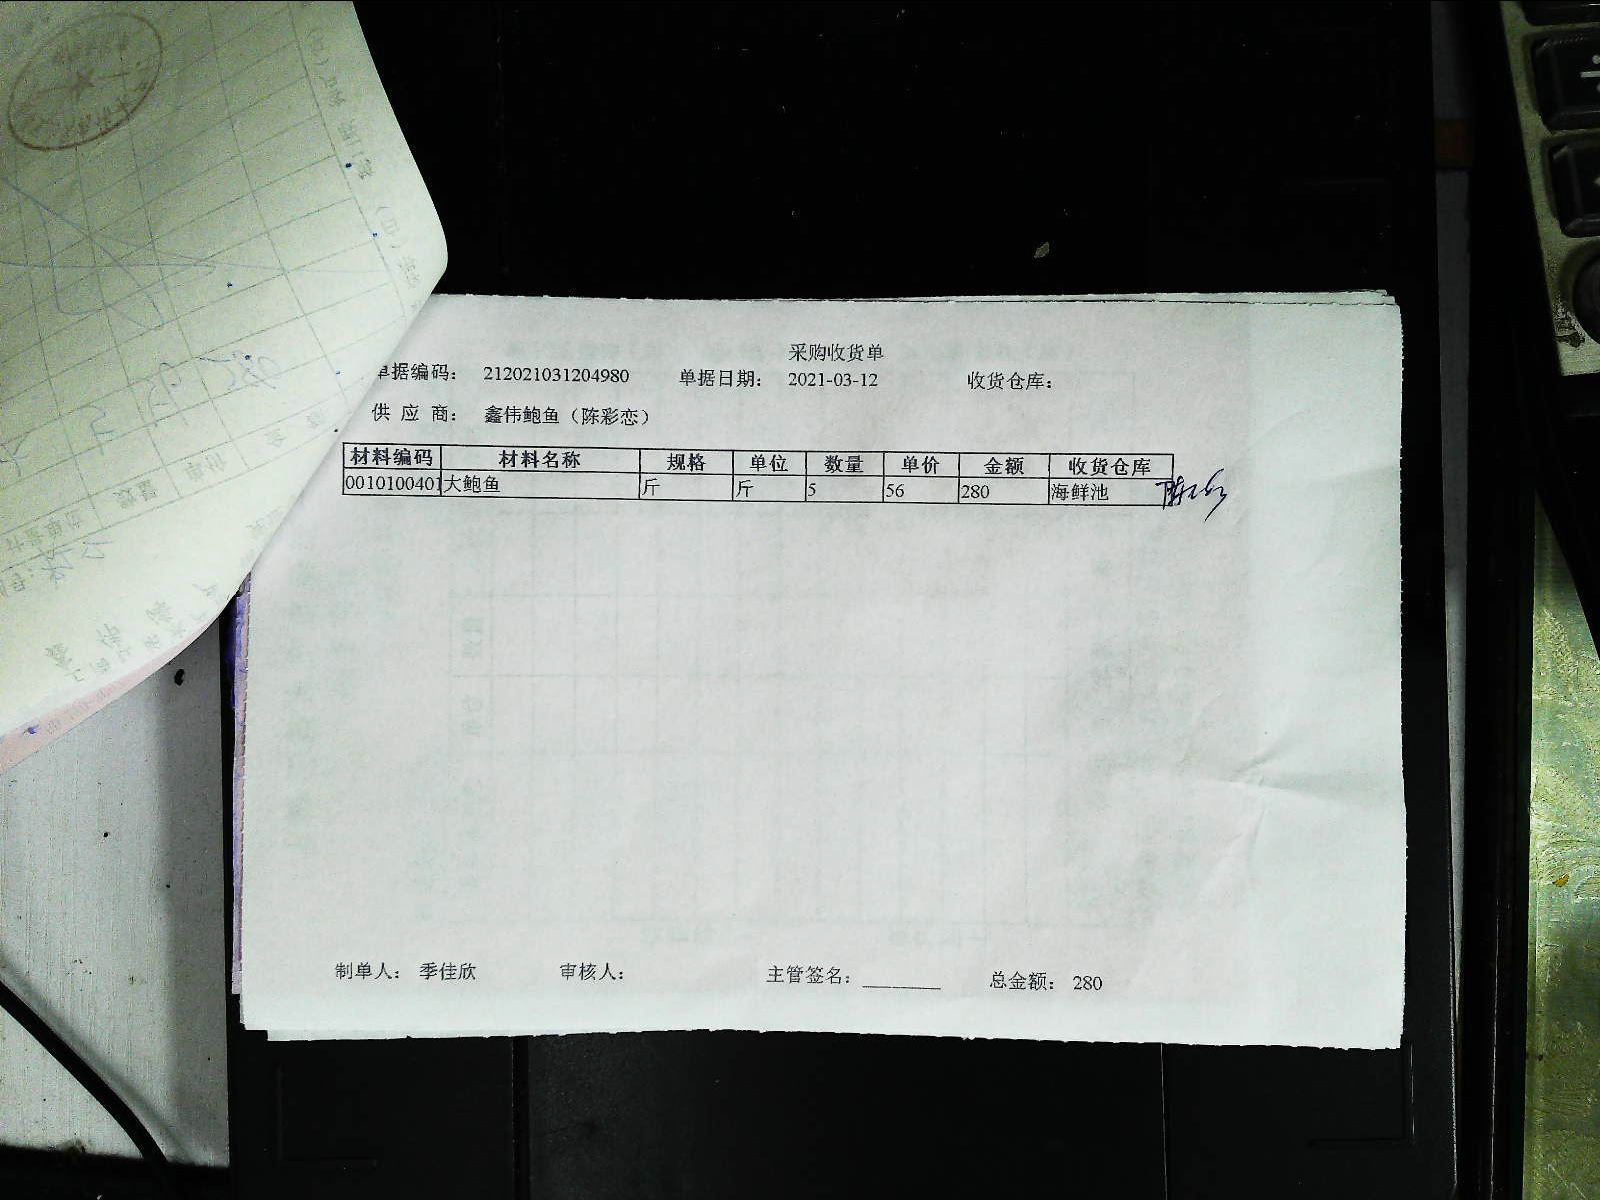 采购收货单
单据编码： 212021031204980 单据日期： 2021-03-12 收货仓库：
供 应 商： 鑫伟鲍鱼（陈彩恋）
材料编码 材料名称 规格 单位 数量 单价 金额 收货仓库
0010100401 大鲍鱼 斤 斤 5 56 280 海鲜池
制单人： 季佳欣 审核人： 主管签名：________ 总金额： 280